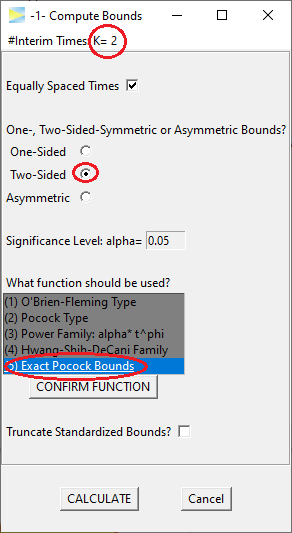 -1- Compute Bounds
#Interim Times: K= 2
Equally Spaced Times
One-, Two-Sided-Symmetric or Asymmetric Bounds?
One-Sided
Two-Sided
Asymmetric
Significance Level: alpha= 0.05
What function should be used?
(1) O'Brien-Fleming Type
(2) Pocock Type
(3) Power Family: alpha* t^phi
(4) Hwang-Shih-DeCani Family
5) Exact Pocock Bounds
CONFIRM FUNCTION
Truncate Standardized Bounds?
CALCULATE Cancel